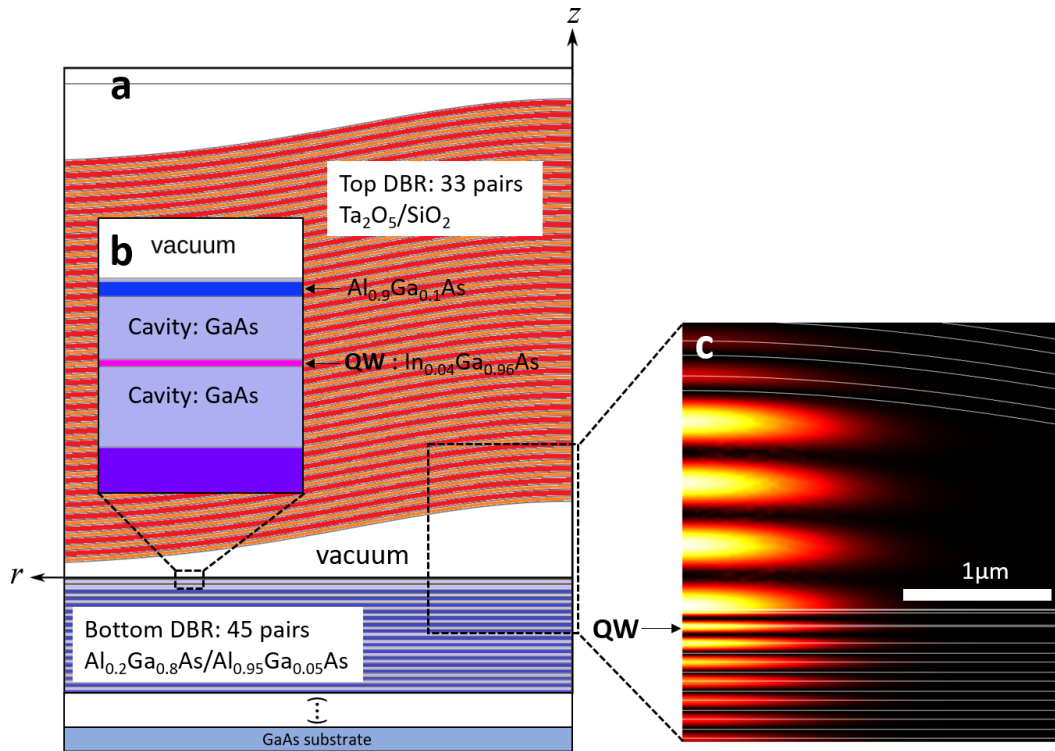 z
a
Top DBR: 33 pairs
Ta₂O₅/SiO₂
b
vacuum
Al₀.₉Ga₀.₁As
Cavity: GaAs
QW : In₀.₀₄Ga₀.₉₆As
Cavity: GaAs
c
vacuum
r
1μm
QW
Bottom DBR: 45 pairs
Al₀.₂Ga₀.₈As/Al₀.₉₅Ga₀.₀₅As
(⋮)
GaAs substrate